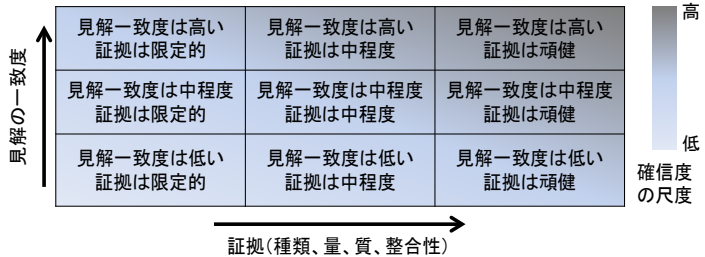 見解の一致度
見解一致度は高い
証拠は限定的
見解一致度は高い
証拠は中程度
見解一致度は高い
証拠は頑健
見解一致度は中程度
証拠は限定的
見解一致度は中程度
証拠は中程度
見解一致度は中程度
証拠は頑健
見解一致度は低い
証拠は限定的
見解一致度は低い
証拠は中程度
見解一致度は低い
証拠は頑健
証拠(種類、量、質、整合性)
高
低
確信度
の尺度